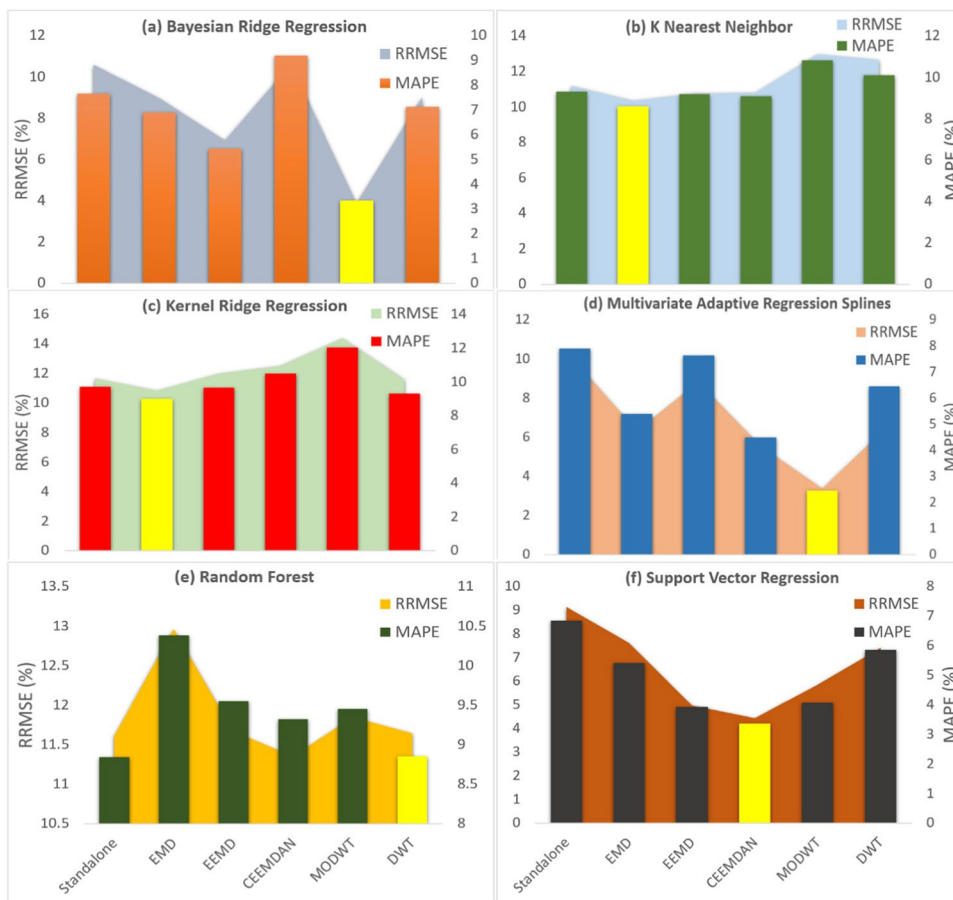 (a) Bayesian Ridge Regression
RRMSE
MAPE
RRMSE (%)
12
10
8
6
4
2
0
10
9
8
7
6
5
4
3
2
1
0
(b) K Nearest Neighbor
RRMSE
MAPE
14
12
10
8
6
4
2
0
12
10
8
6
4
2
0
MAPE (%)
(c) Kernel Ridge Regression
RRMSE
MAPE
RRMSE (%)
16
14
12
10
8
6
4
2
0
14
12
10
8
6
4
2
0
(d) Multivariate Adaptive Regression Splines
RRMSE
MAPE
12
10
8
6
4
2
0
9
8
7
6
5
4
3
2
1
0
MAPE (%)
(e) Random Forest
RRMSE
MAPE
RRMSE (%)
13.5
13
12.5
12
11.5
11
10.5
11
10.5
10
9.5
9
8.5
8
Standalone
EMD
EEMD
CEEMDAN
MODWT
DWT
(f) Support Vector Regression
RRMSE
MAPE
10
9
8
7
6
5
4
3
2
1
0
8
7
6
5
4
3
2
1
0
MAPE (%)
Standalone
EMD
EEMD
CEEMDAN
MODWT
DWT